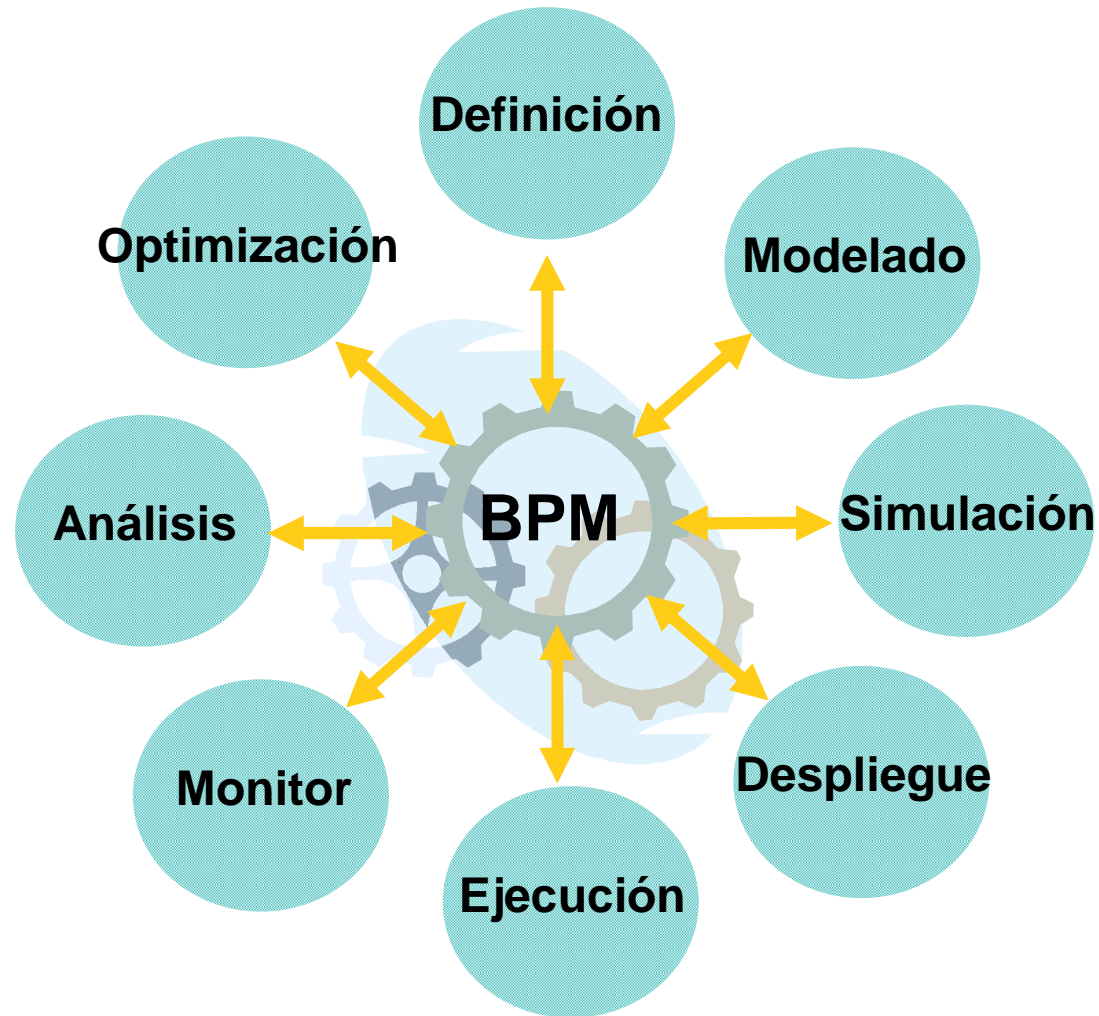 Definición
Optimización
Modelado
Análisis
BPM
Simulación
Monitor
Despliegue
Ejecución